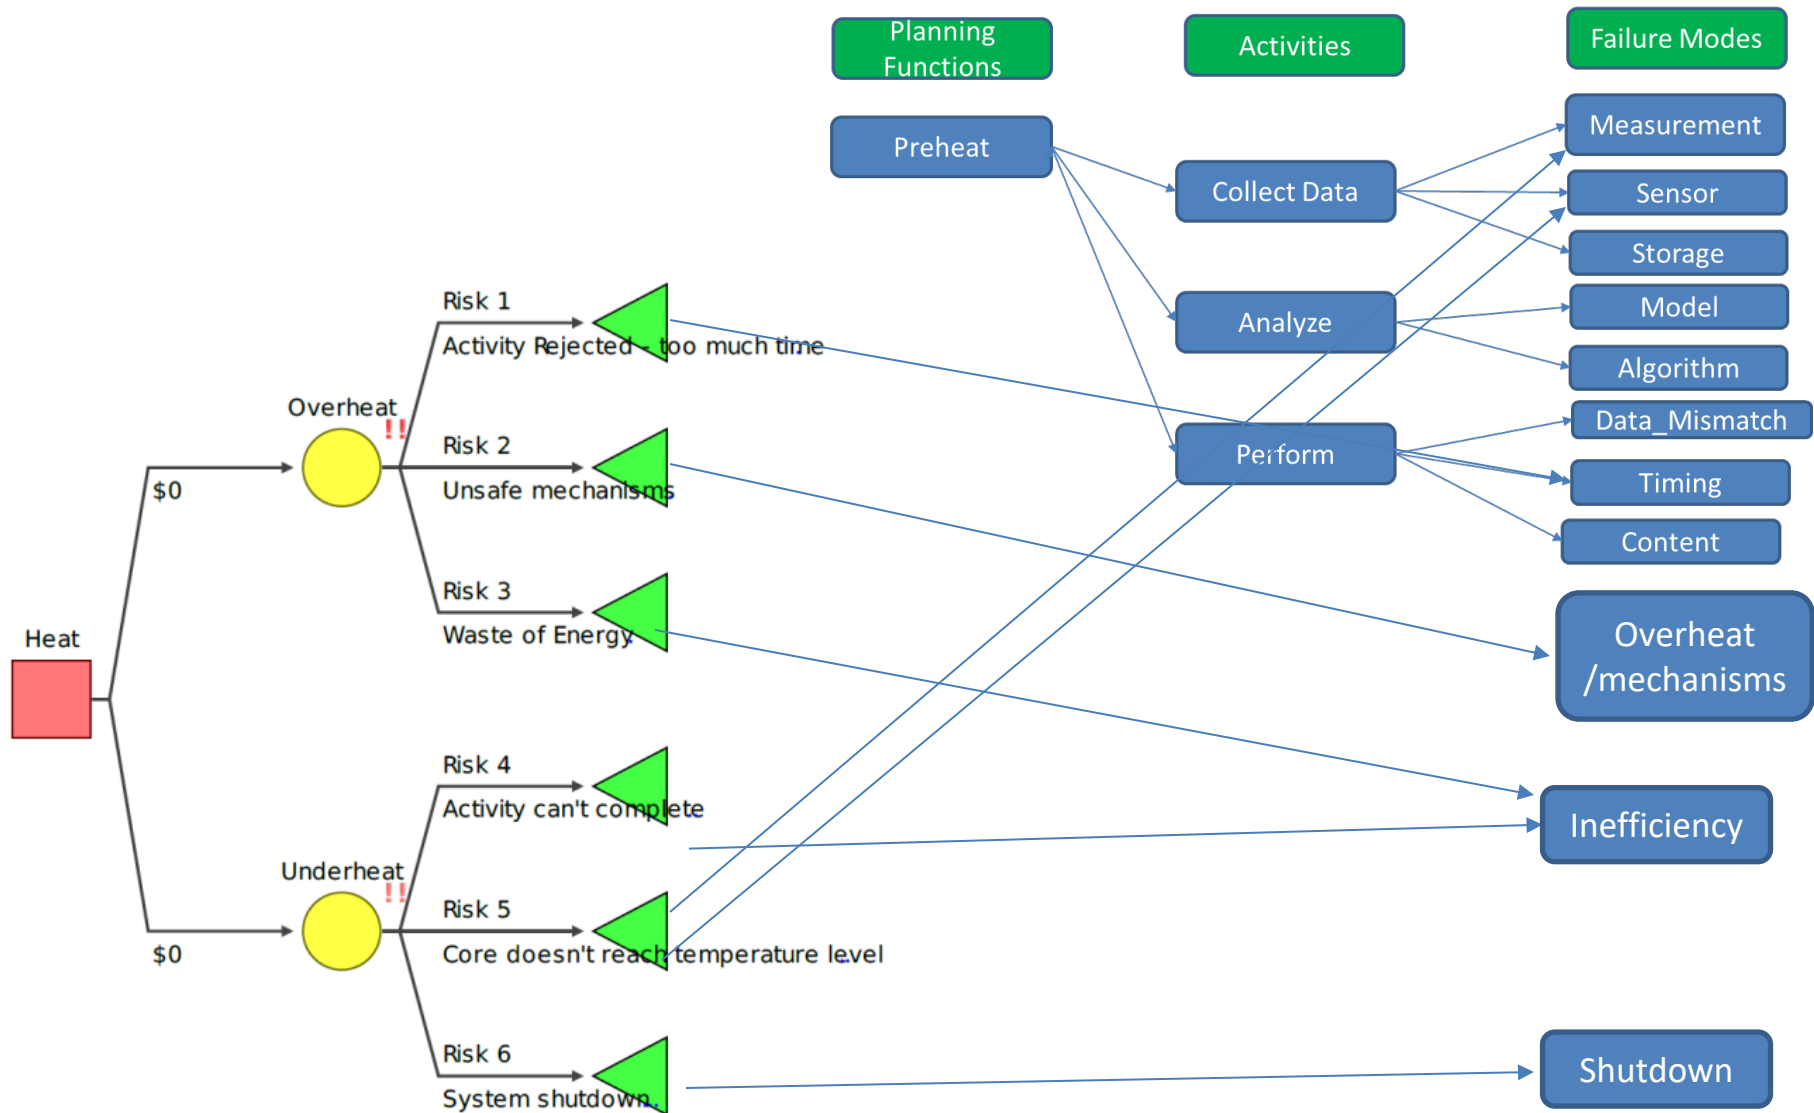 Planning
Functions
Activities
Failure Modes
Preheat
Collect Data
Analyze
Perform
Measurement
Sensor
Storage
Model
Algorithm
Data_Mismatch
Timing
Content
Overheat
/mechanisms
Inefficiency
Shutdown
Heat
$0
$0
Overheat
!!
Underheat
!!
Risk 1
Activity Rejected - too much time
Risk 2
Unsafe mechanisms
Risk 3
Waste of Energy
Risk 4
Activity can't complete
Risk 5
Core doesn't reach temperature level
Risk 6
System shutdown.